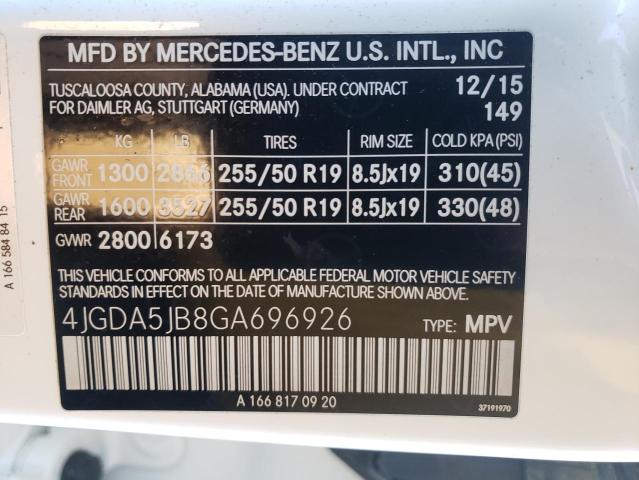 MFD BY MERCEDES-BENZ U.S. INTL., INC
TUSCALOOSA COUNTY, ALABAMA (USA). UNDER CONTRACT 12/15
FOR DAIMLER AG, STUTTGART (GERMANY) 149
KG LB TIRES RIM SIZE COLD KPA (PSI)
GAWR FRONT 1300 2866 255/50 R19 8.5Jx19 310(45)
GAWR REAR 1600 3527 255/50 R19 8.5Jx19 330(48)
GVWR 2800 6173
THIS VEHICLE CONFORMS TO ALL APPLICABLE FEDERAL MOTOR VEHICLE SAFETY
STANDARDS IN EFFECT ON THE DATE OF MANUFACTURE SHOWN ABOVE.
4JGDA5JB8GA696926 TYPE: MPV
A 166 817 09 20
37191970
A 166 584 84 15